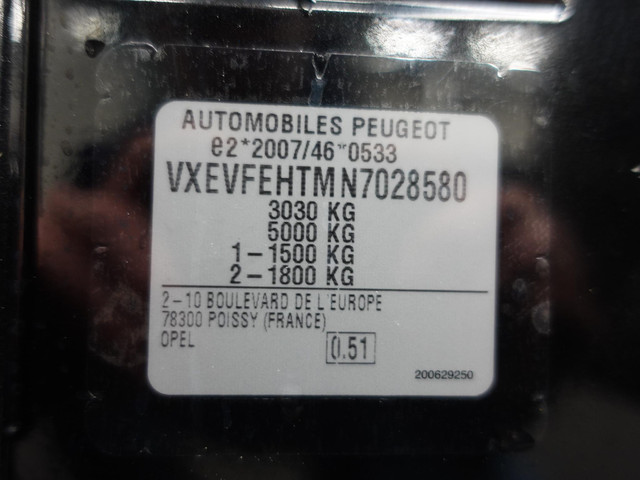 AUTOMOBILES PEUGEOT
e2*2007/46*0533
VXEVFEHTMN7028580
3030 KG
5000 KG
1-1500 KG
2-1800 KG
2-10 BOULEVARD DE L'EUROPE
78300 POISSY (FRANCE)
OPEL
0.51
200629250